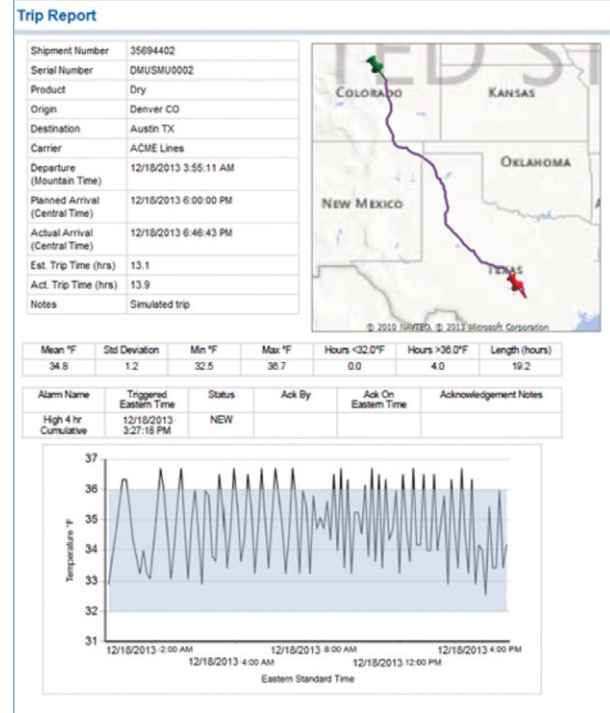 Trip Report
Shipment Number 35694402
Serial Number DMUSMU0002
Product Dry
Origin Denver CO
Destination Austin TX
Carrier ACME Lines
Departure
(Mountain Time) 12/18/2013 3:55:11 AM
Planned Arrival
(Central Time) 12/18/2013 6:00:00 PM
Actual Arrival
(Central Time) 12/18/2013 6:46:43 PM
Est. Trip Time (hrs) 13.1
Act. Trip Time (hrs) 13.9
Notes Simulated trip
TED ST
COLORADO
KANSAS
OKLAHOMA
NEW MEXICO
TEXAS
© 2010 NAVTEQ © 2013 Microsoft Corporation
Mean °F Std Deviation Min °F Max °F Hours <32.0°F Hours >36.0°F Length (hours)
34.8 1.2 32.5 36.7 0.0 4.0 19.2
Alarm Name Triggered Eastern Time Status Ack By Ack On Eastern Time Acknowledgement Notes
High 4 hr Cumulative 12/18/2013 3:27:18 PM NEW
Temperature °F
37
36
35
34
33
32
31
12/18/2013 2:00 AM
12/18/2013 4:00 AM
12/18/2013 8:00 AM
12/18/2013 12:00 PM
12/18/2013 4:00 PM
Eastern Standard Time